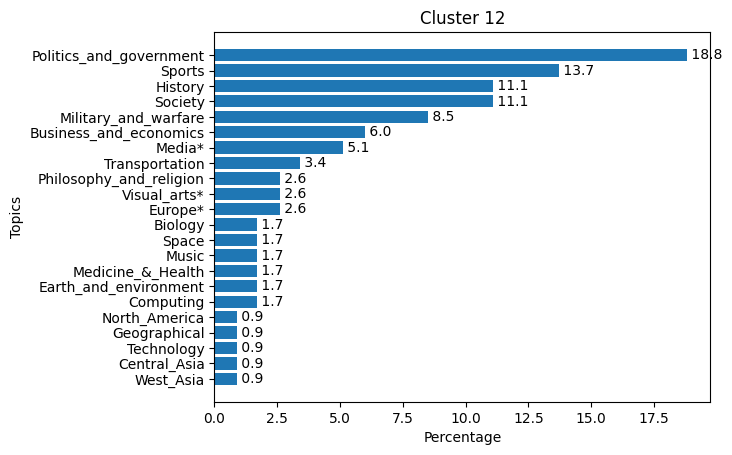 Cluster 12
Politics_and_government 18.8
Sports 13.7
History 11.1
Society 11.1
Military_and_warfare 8.5
Business_and_economics 6.0
Media* 5.1
Transportation 3.4
Philosophy_and_religion 2.6
Visual_arts* 2.6
Europe* 2.6
Biology 1.7
Space 1.7
Music 1.7
Medicine_&_Health 1.7
Earth_and_environment 1.7
Computing 1.7
North_America 0.9
Geographical 0.9
Technology 0.9
Central_Asia 0.9
West_Asia 0.9
Topics
0.0 2.5 5.0 7.5 10.0 12.5 15.0 17.5
Percentage